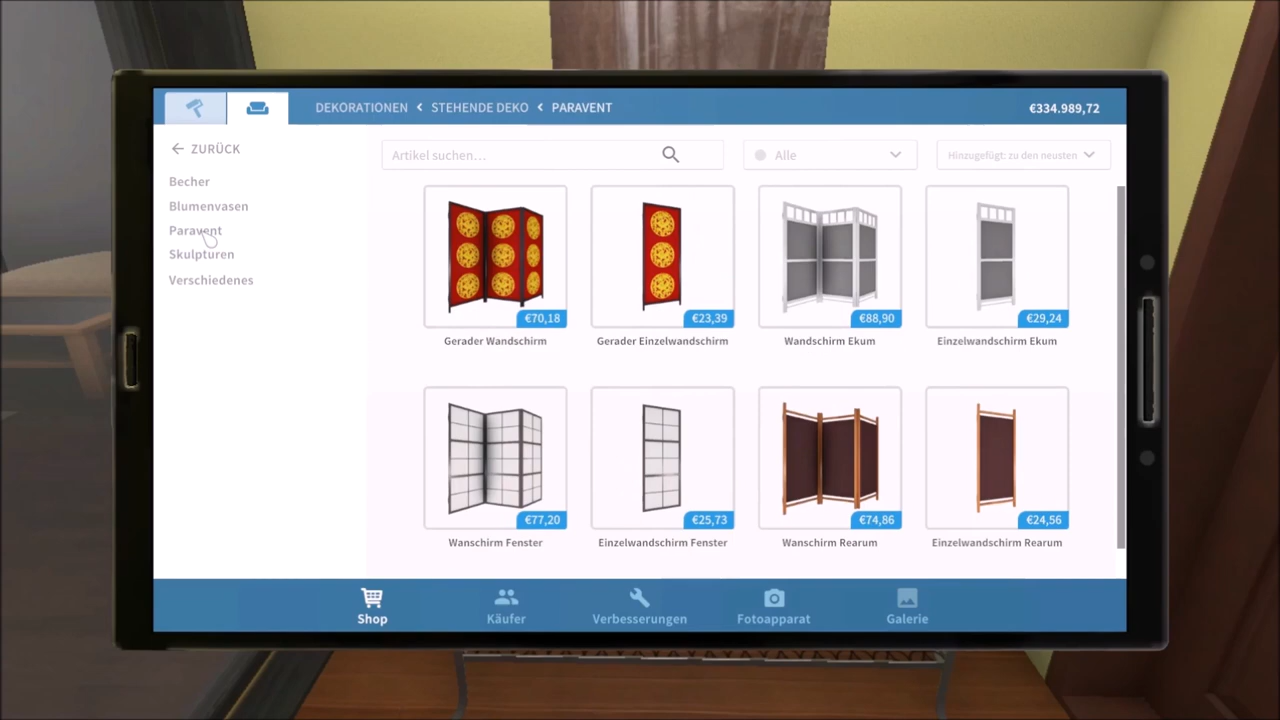 DEKORATIONEN < STEHENDE DEKO < PARAVENT
€334.989,72
ZURÜCK
Becher
Blumenvasen
Paravent
Skulpturen
Verschiedenes
Artikel suchen...
Alle
Hinzugefügt: zu den neusten
€70,18
€23,39
€88,90
€29,24
Gerader Wandschirm
Gerader Einzelwandschirm
Wandschirm Ekum
Einzelwandschirm Ekum
€77,20
€25,73
€74,86
€24,56
Wanschirm Fenster
Einzelwandschirm Fenster
Wanschirm Rearum
Einzelwandschirm Rearum
Shop
Käufer
Verbesserungen
Fotoapparat
Galerie